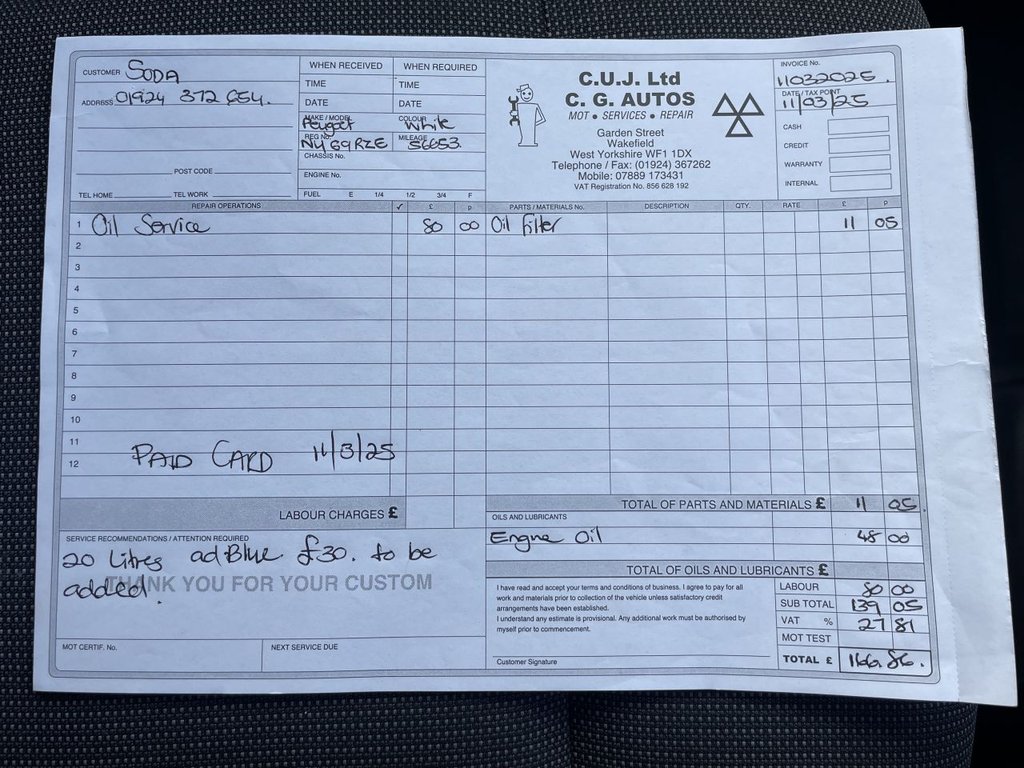 CUSTOMER SODA
ADDRESS 01924 372 654.
POST CODE
TEL HOME TEL WORK
WHEN RECEIVED WHEN REQUIRED
TIME TIME
DATE DATE
MAKE / MODEL Peugeot COLOUR White
REG No. NV69RZE MILEAGE 56653
CHASSIS No.
ENGINE No.
FUEL E 1/4 1/2 3/4 F
C.U.J. Ltd
C. G. AUTOS
MOT • SERVICES • REPAIR
Garden Street
Wakefield
West Yorkshire WF1 1DX
Telephone / Fax: (01924) 367262
Mobile: 07889 173431
VAT Registration No. 856 628 192
INVOICE No.
11032025.
DATE / TAX POINT
11/03/25
CASH
CREDIT
WARRANTY
INTERNAL
REPAIR OPERATIONS ✓ £ p PARTS / MATERIALS No. DESCRIPTION QTY. RATE £ p
1 Oil Service 80 00 Oil Filter 11 05
2
3
4
5
6
7
8
9
10
11
12
PAID CARD 11/3/25
LABOUR CHARGES £
TOTAL OF PARTS AND MATERIALS £ 11 05
OILS AND LUBRICANTS
Engine Oil 48 00
TOTAL OF OILS AND LUBRICANTS £
SERVICE RECOMMENDATIONS / ATTENTION REQUIRED
20 Litres adBlue £30. to be
added.
THANK YOU FOR YOUR CUSTOM
MOT CERTIF. No. NEXT SERVICE DUE
I have read and accept your terms and conditions of business. I agree to pay for all
work and materials prior to collection of the vehicle unless satisfactory credit
arrangements have been established.
I understand any estimate is provisional. Any additional work must be authorised by
myself prior to commencement.
Customer Signature
LABOUR 80 00
SUB TOTAL 139 05
VAT % 27 81
MOT TEST
TOTAL £ 166.86.